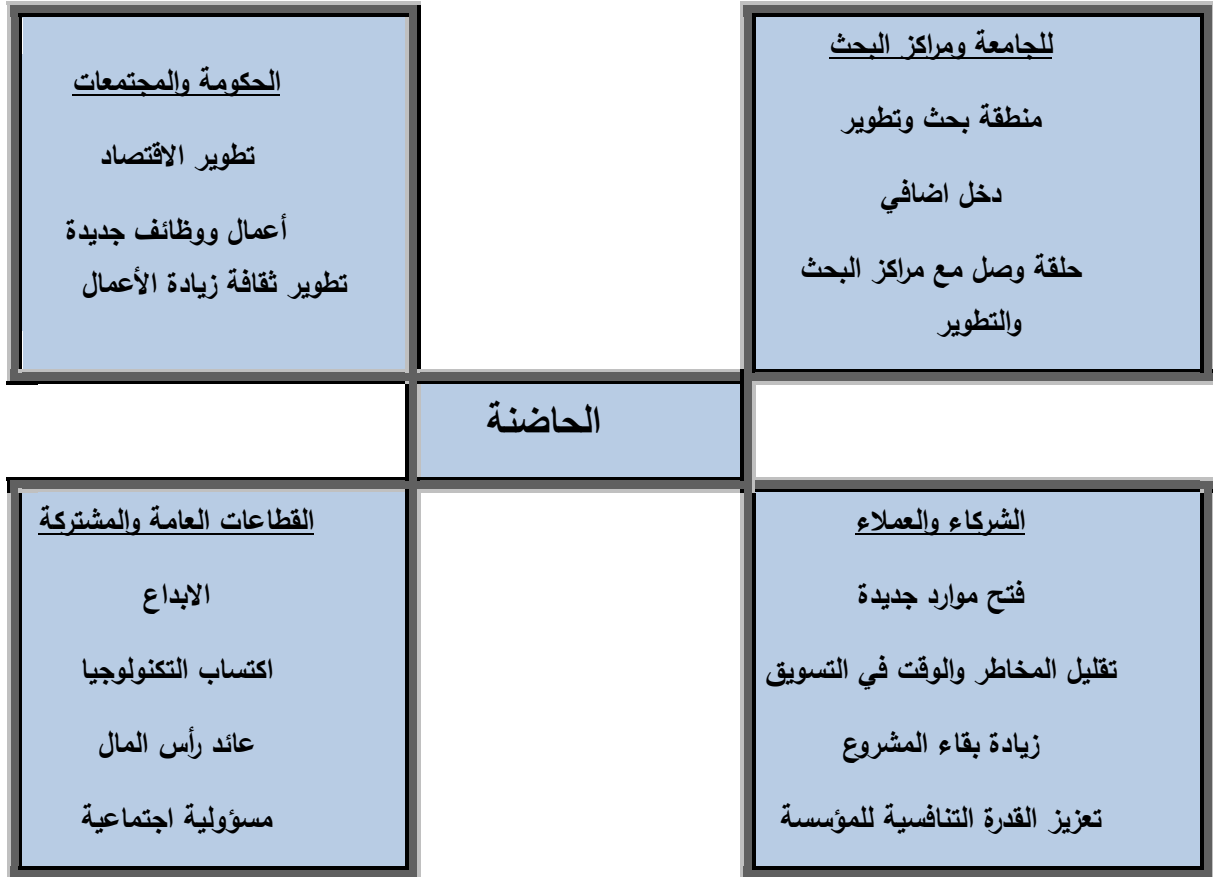 للجامعة ومراكز البحث
منطقة بحث وتطوير
دخل اضافي
حلقة وصل مع مراكز البحث
والتطوير
الحكومة والمجتمعات
تطوير الاقتصاد
أعمال ووظائف جديدة
تطوير ثقافة زيادة الأعمال
الحاضنة
الشركاء والعملاء
فتح موارد جديدة
تقليل المخاطر والوقت في التسويق
زيادة بقاء المشروع
تعزيز القدرة التنافسية للمؤسسة
القطاعات العامة والمشتركة
الابداع
اكتساب التكنولوجيا
عائد رأس المال
مسؤولية اجتماعية